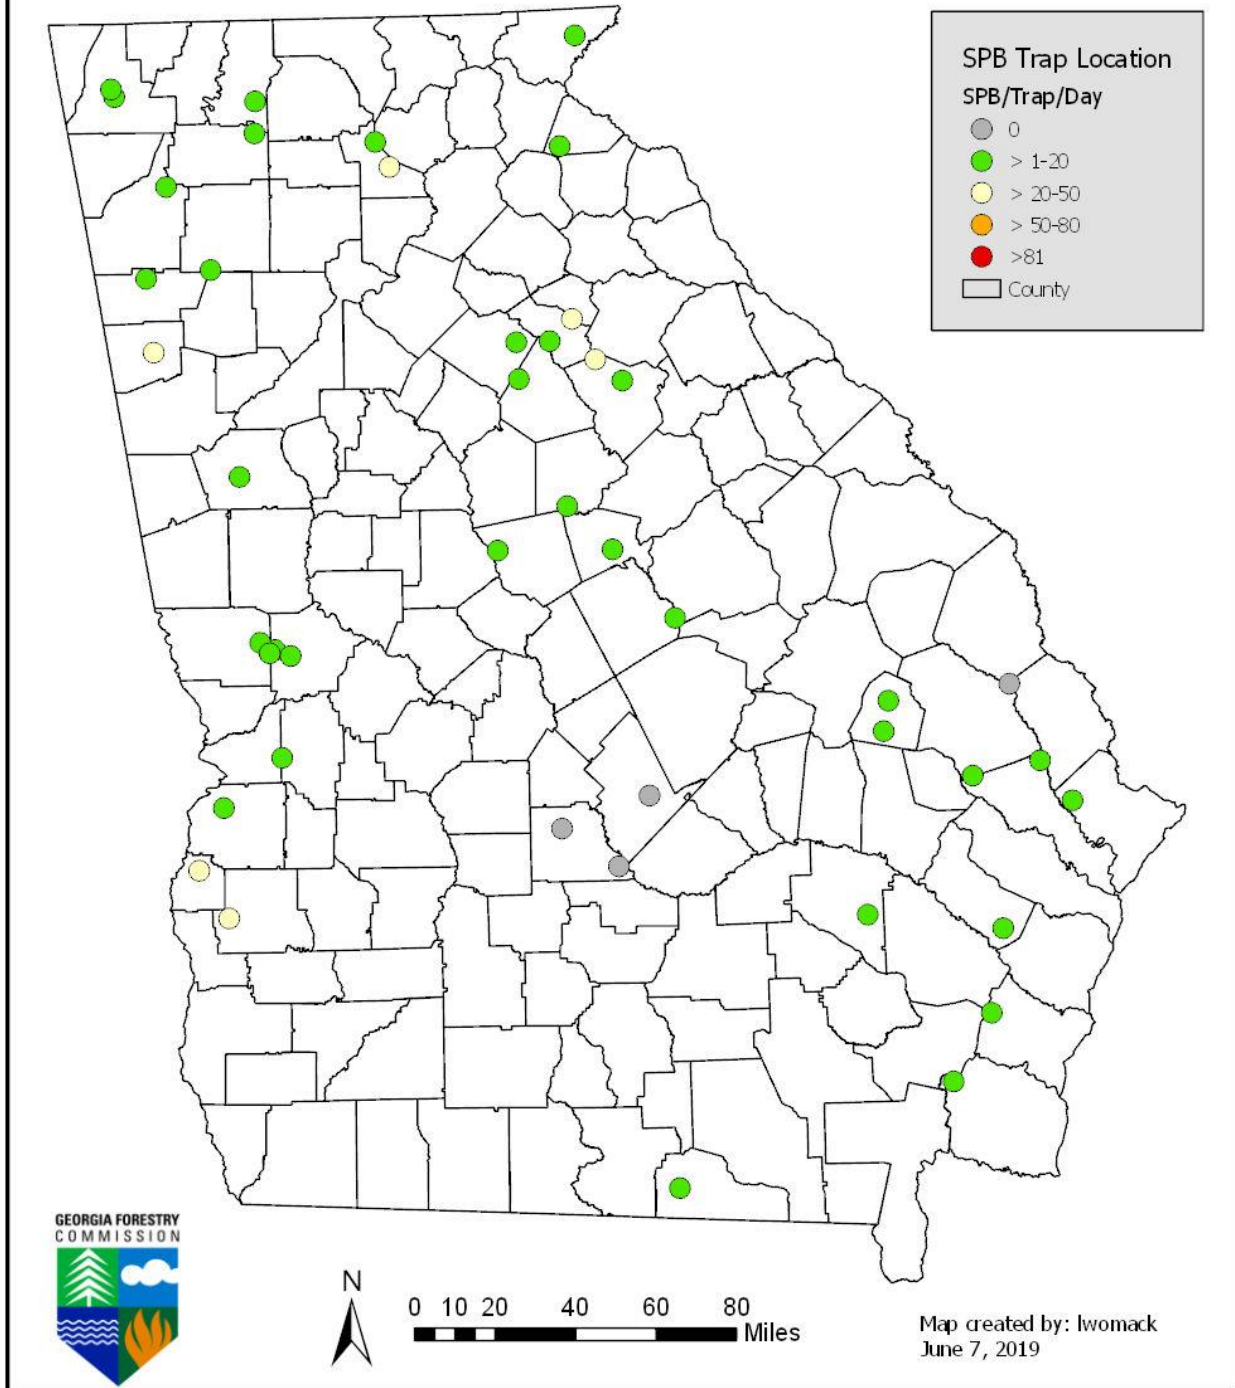 SPB Trap Location
SPB/Trap/Day
0
> 1-20
> 20-50
> 50-80
>81
County
GEORGIA FORESTRY
COMMISSION
N
0 10 20 40 60 80
Miles
Map created by: lwomack
June 7, 2019